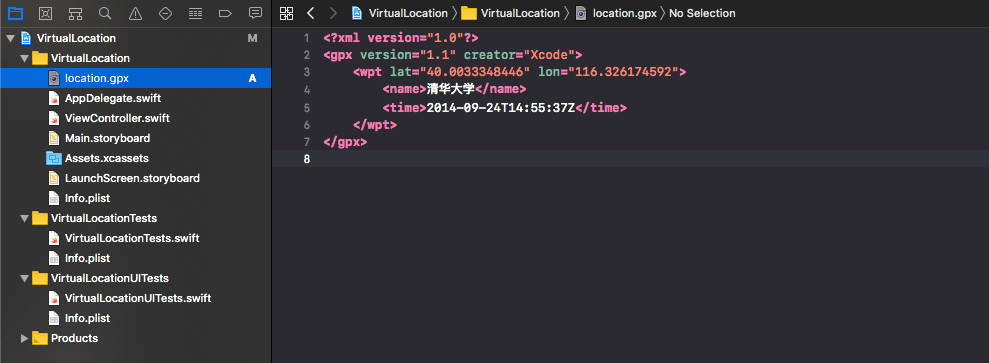 VirtualLocation M
VirtualLocation
location.gpx A
AppDelegate.swift
ViewController.swift
Main.storyboard
Assets.xcassets
LaunchScreen.storyboard
Info.plist
VirtualLocationTests
VirtualLocationTests.swift
Info.plist
VirtualLocationUITests
VirtualLocationUITests.swift
Info.plist
Products
VirtualLocation VirtualLocation location.gpx No Selection
1 <?xml version="1.0"?>
2 <gpx version="1.1" creator="Xcode">
3 <wpt lat="40.0033348446" lon="116.326174592">
4 <name>清华大学</name>
5 <time>2014-09-24T14:55:37Z</time>
6 </wpt>
7 </gpx>
8